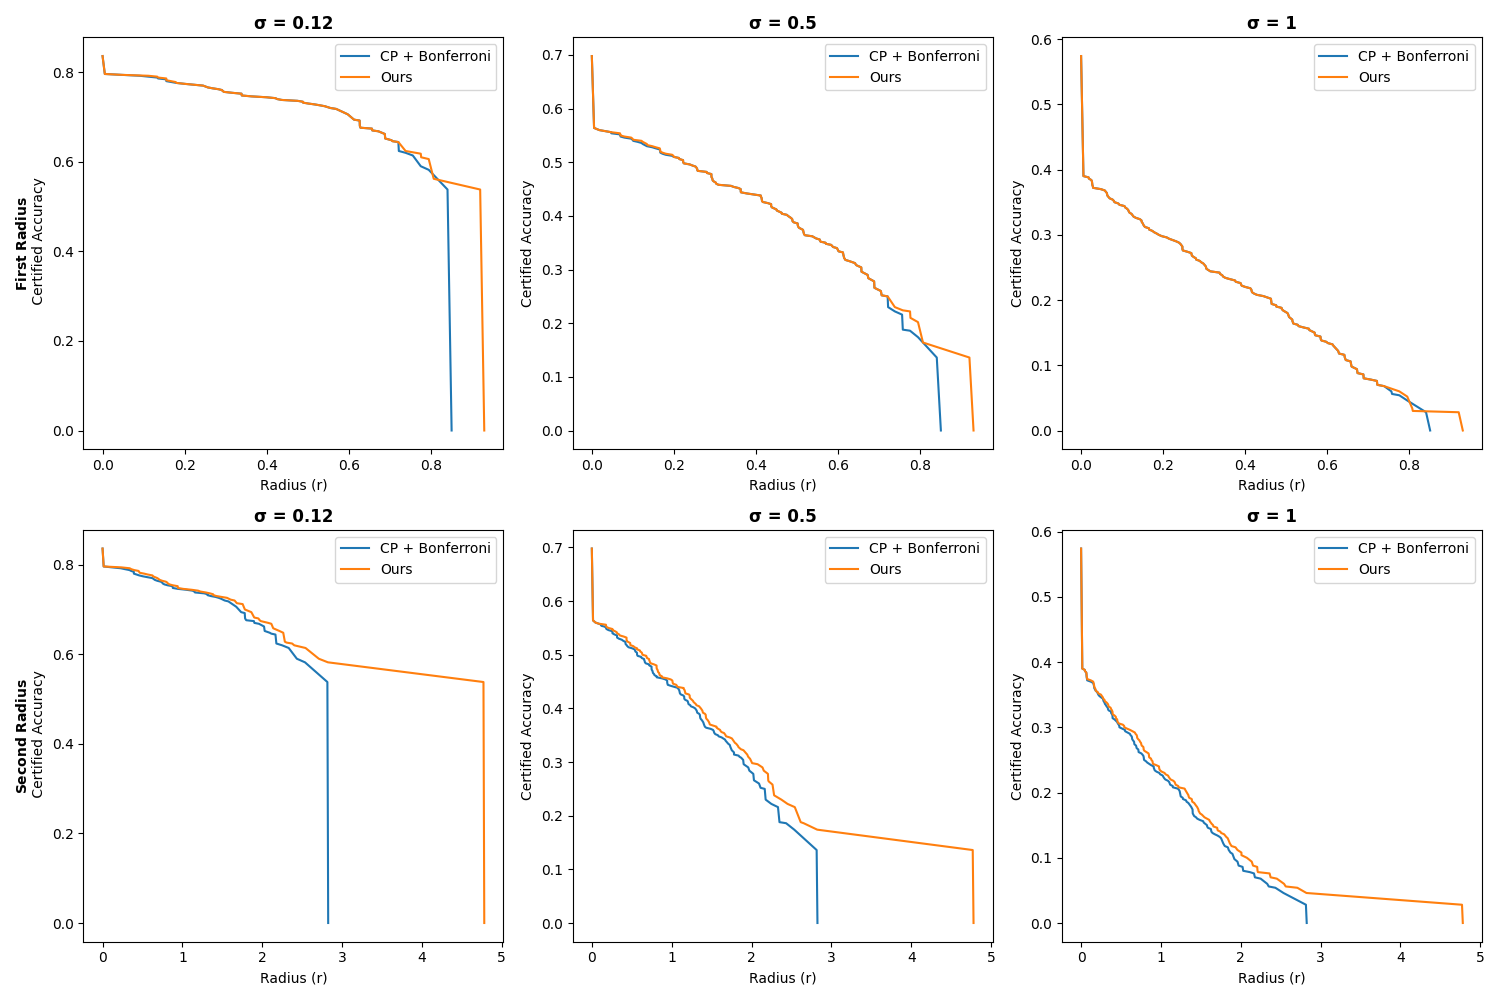 σ = 0.12
CP + Bonferroni
Ours
First Radius
Certified Accuracy
0.8
0.6
0.4
0.2
0.0
0.0 0.2 0.4 0.6 0.8
Radius (r)
σ = 0.5
CP + Bonferroni
Ours
Certified Accuracy
0.7
0.6
0.5
0.4
0.3
0.2
0.1
0.0
0.0 0.2 0.4 0.6 0.8
Radius (r)
σ = 1
CP + Bonferroni
Ours
Certified Accuracy
0.6
0.5
0.4
0.3
0.2
0.1
0.0
0.0 0.2 0.4 0.6 0.8
Radius (r)
σ = 0.12
CP + Bonferroni
Ours
Second Radius
Certified Accuracy
0.8
0.6
0.4
0.2
0.0
0 1 2 3 4 5
Radius (r)
σ = 0.5
CP + Bonferroni
Ours
Certified Accuracy
0.7
0.6
0.5
0.4
0.3
0.2
0.1
0.0
0 1 2 3 4 5
Radius (r)
σ = 1
CP + Bonferroni
Ours
Certified Accuracy
0.6
0.5
0.4
0.3
0.2
0.1
0.0
0 1 2 3 4 5
Radius (r)